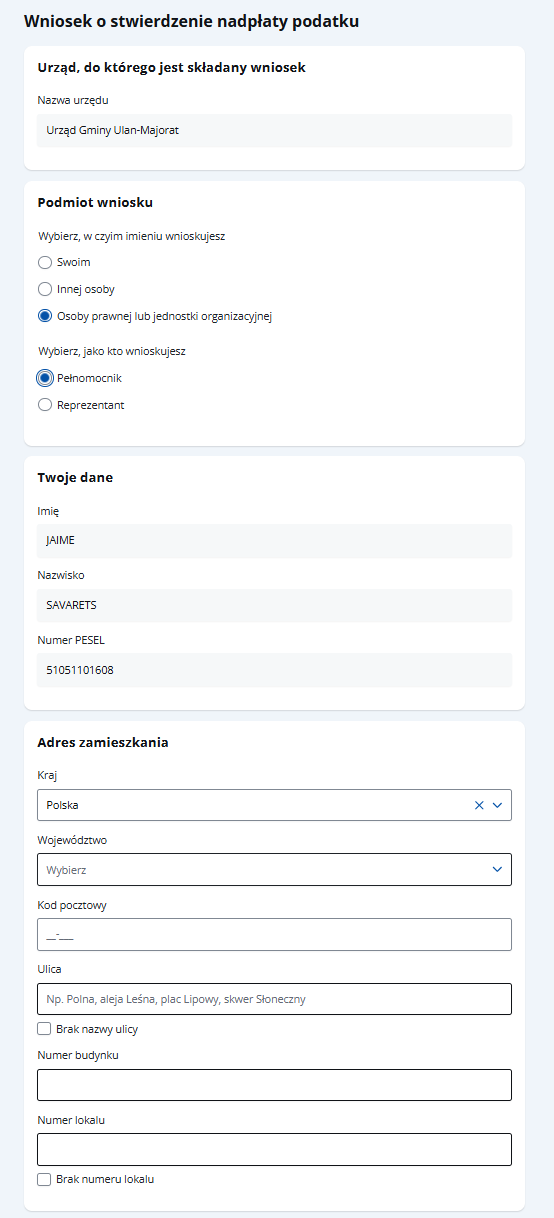 Wniosek o stwierdzenie nadpłaty podatku
Urząd, do którego jest składany wniosek
Nazwa urzędu
Urząd Gminy Ulan-Majorat
Podmiot wniosku
Wybierz, w czyim imieniu wnioskujesz
Swoim
Innej osoby
Osoby prawnej lub jednostki organizacyjnej
Wybierz, jako kto wnioskujesz
Pełnomocnik
Reprezentant
Twoje dane
Imię
JAIME
Nazwisko
SAVARETS
Numer PESEL
51051101608
Adres zamieszkania
Kraj
Polska
Województwo
Wybierz
Kod pocztowy
__-___
Ulica
Np. Polna, aleja Leśna, plac Lipowy, skwer Słoneczny
Brak nazwy ulicy
Numer budynku
Numer lokalu
Brak numeru lokalu